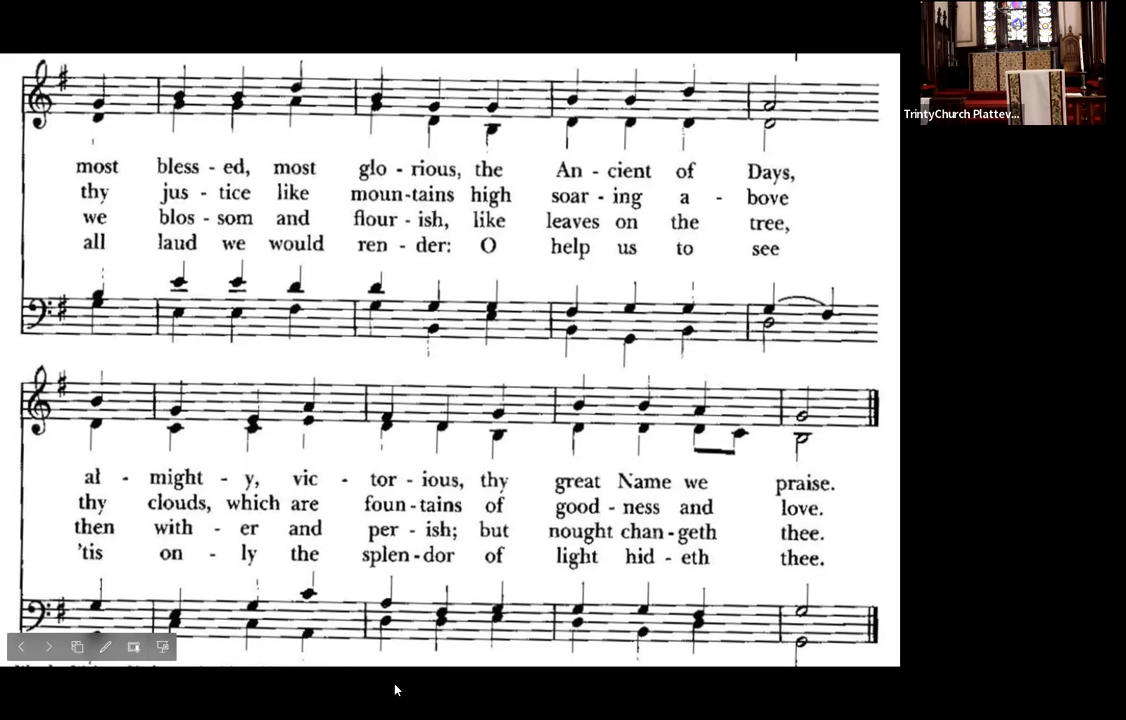 TrintyChurch Plattev...
most bless - ed, most glo - rious, the An - cient of Days,
thy jus - tice like moun - tains high soar - ing a - bove
we blos - som and flour - ish, like leaves on the tree,
all laud we would ren - der: O help us to see
al - might - y, vic - tor - ious, thy great Name we praise.
thy clouds, which are foun - tains of good - ness and love.
then with - er and per - ish; but nought chan - geth thee.
'tis on - ly the splen - dor of light hid - eth thee.